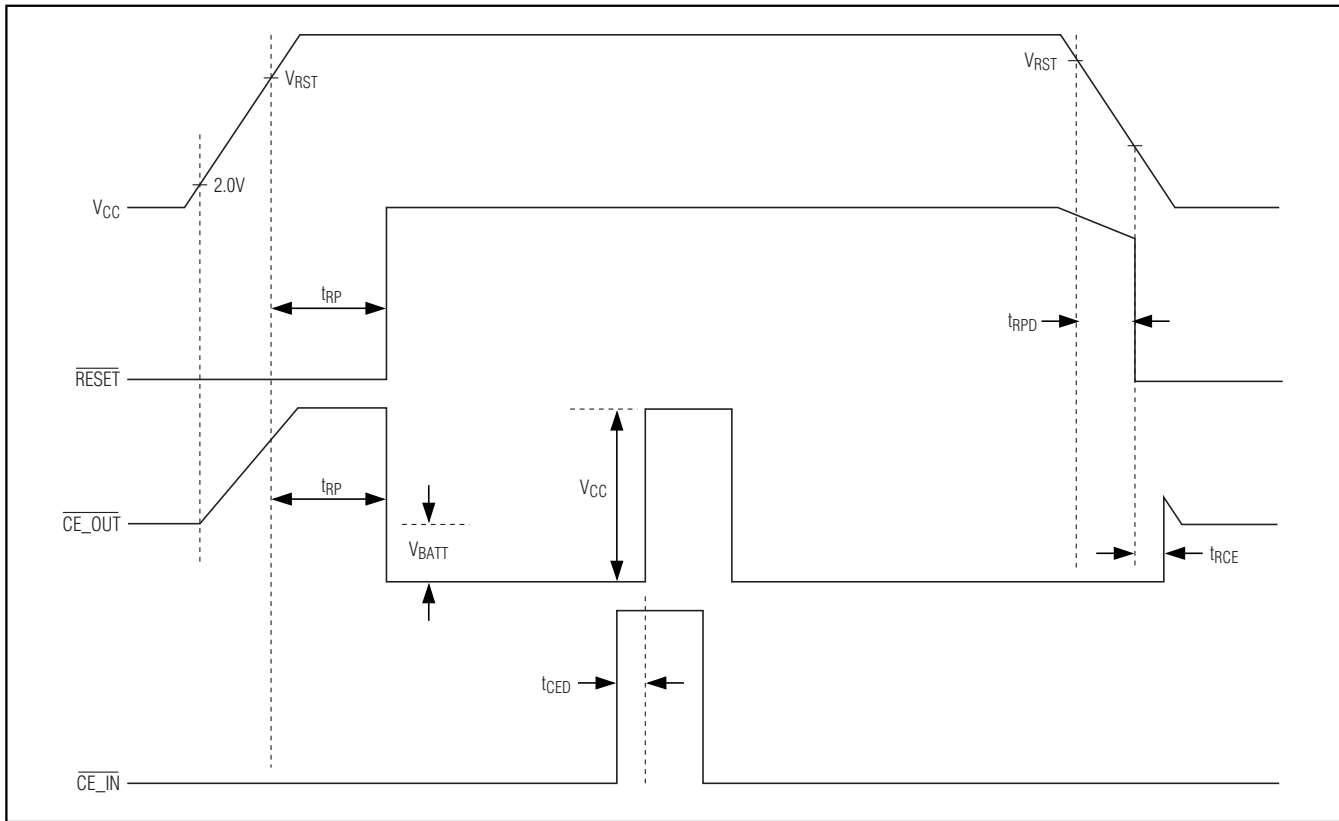 VRST
VRST
2.0V
VCC
tRP
tRPD
RESET
tRP
VCC
CE_OUT
VBATT
tRCE
tCED
CE_IN